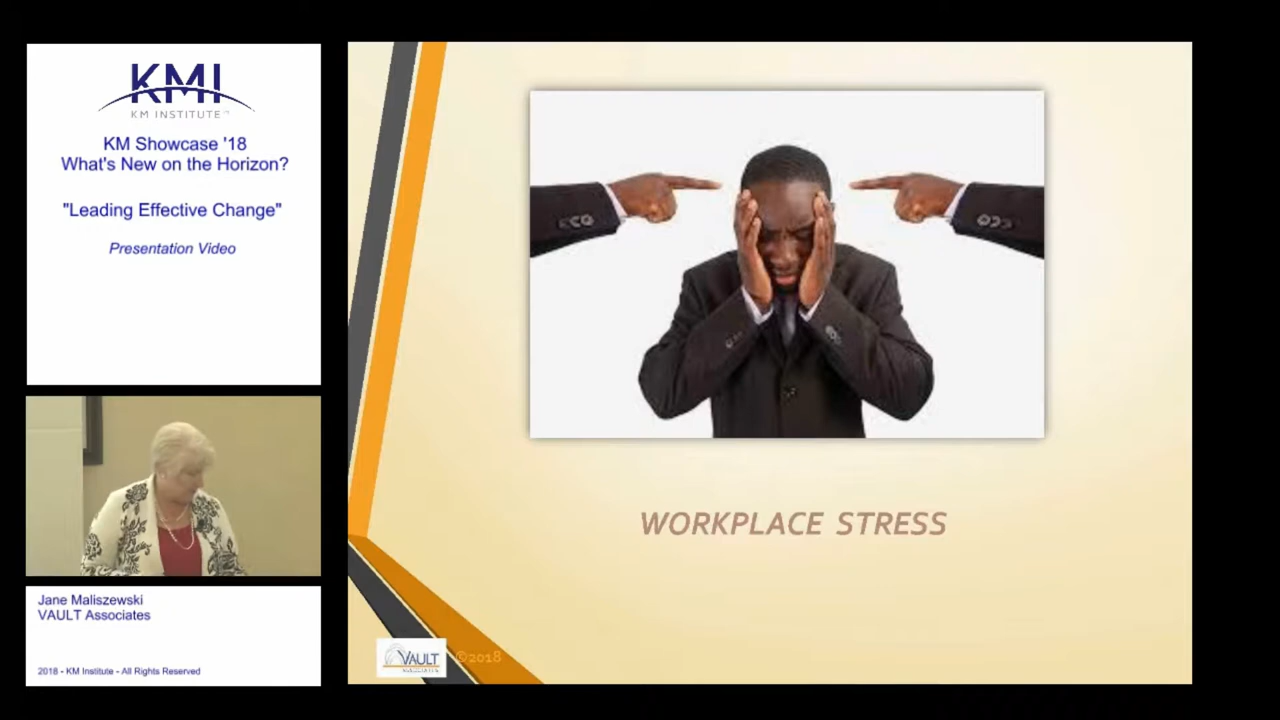 KMI
KM INSTITUTE
KM Showcase '18
What's New on the Horizon?
"Leading Effective Change"
Presentation Video
Jane Maliszewski
VAULT Associates
2018 - KM Institute - All Rights Reserved
WORKPLACE STRESS
VAULT
©2018